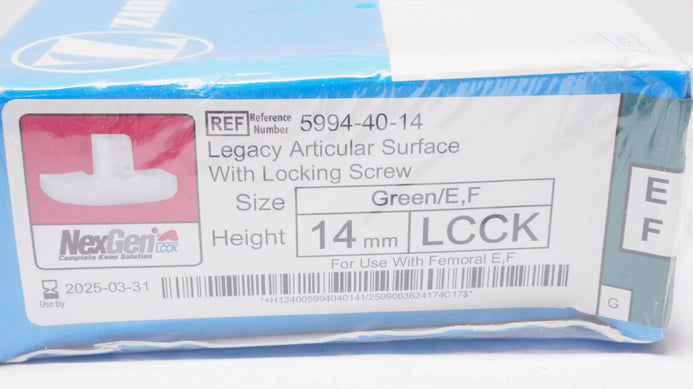 REF Reference Number 5994-40-14
Legacy Articular Surface
With Locking Screw
Size Green/E,F
Height 14 mm LCCK
For Use With Femoral E,F
NexGen LCCK
Complete Knee Solution
Use by 2025-03-31
*+H124005994040141/2509063624174C17$*
E
F
G